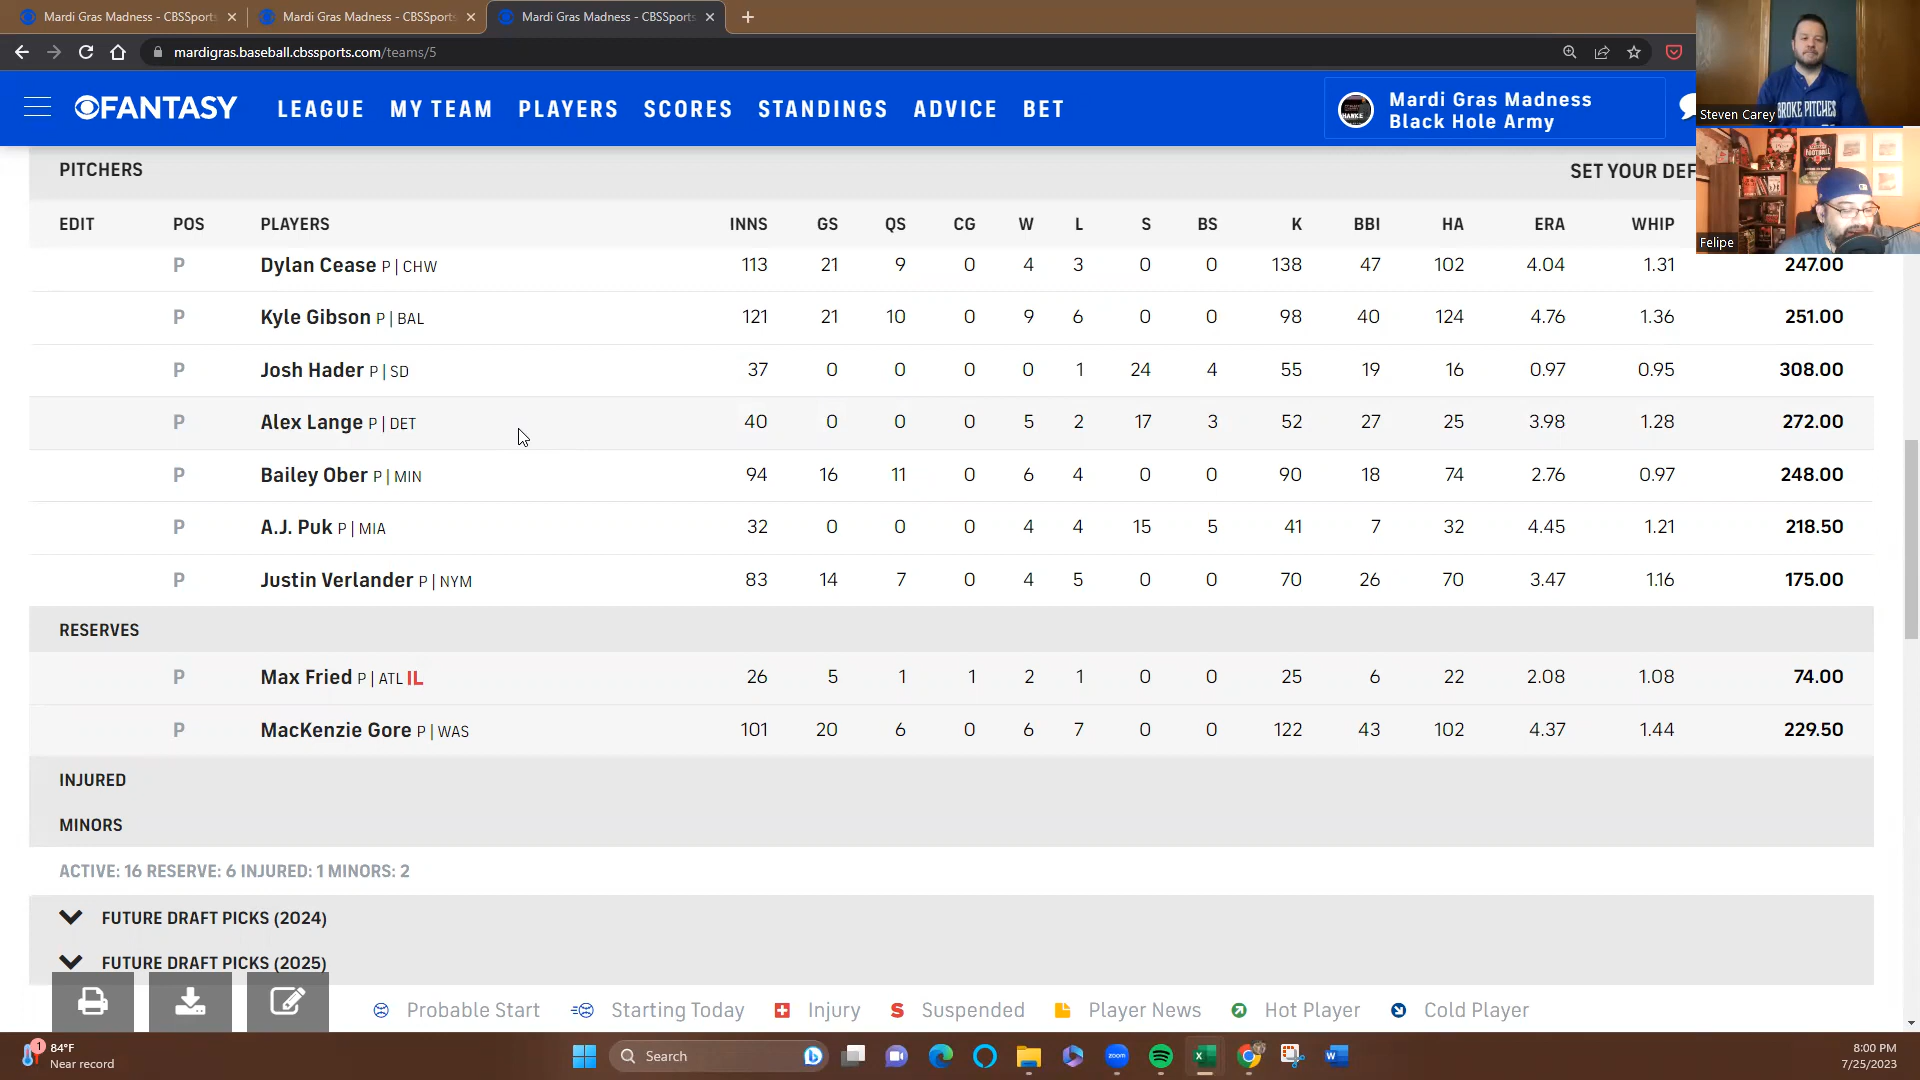 Mardi Gras Madness - CBSSports
Mardi Gras Madness - CBSSports
Mardi Gras Madness - CBSSports
mardigras.baseball.cbssports.com/teams/5
FANTASY LEAGUE MY TEAM PLAYERS SCORES STANDINGS ADVICE BET
Mardi Gras Madness
Black Hole Army
BROKE PITCHES
Steven Carey
Felipe
PITCHERS SET YOUR DEF
EDIT POS PLAYERS INNS GS QS CG W L S BS K BBI HA ERA WHIP
P Dylan Cease P | CHW 113 21 9 0 4 3 0 0 138 47 102 4.04 1.31 247.00
P Kyle Gibson P | BAL 121 21 10 0 9 6 0 0 98 40 124 4.76 1.36 251.00
P Josh Hader P | SD 37 0 0 0 0 1 24 4 55 19 16 0.97 0.95 308.00
P Alex Lange P | DET 40 0 0 0 5 2 17 3 52 27 25 3.98 1.28 272.00
P Bailey Ober P | MIN 94 16 11 0 6 4 0 0 90 18 74 2.76 0.97 248.00
P A.J. Puk P | MIA 32 0 0 0 4 4 15 5 41 7 32 4.45 1.21 218.50
P Justin Verlander P | NYM 83 14 7 0 4 5 0 0 70 26 70 3.47 1.16 175.00
RESERVES
P Max Fried P | ATL IL 26 5 1 1 2 1 0 0 25 6 22 2.08 1.08 74.00
P MacKenzie Gore P | WAS 101 20 6 0 6 7 0 0 122 43 102 4.37 1.44 229.50
INJURED
MINORS
ACTIVE: 16 RESERVE: 6 INJURED: 1 MINORS: 2
FUTURE DRAFT PICKS (2024)
FUTURE DRAFT PICKS (2025)
Probable Start Starting Today Injury S Suspended Player News Hot Player Cold Player
1 84°F
Near record
Search
zoom
8:00 PM
7/25/2023